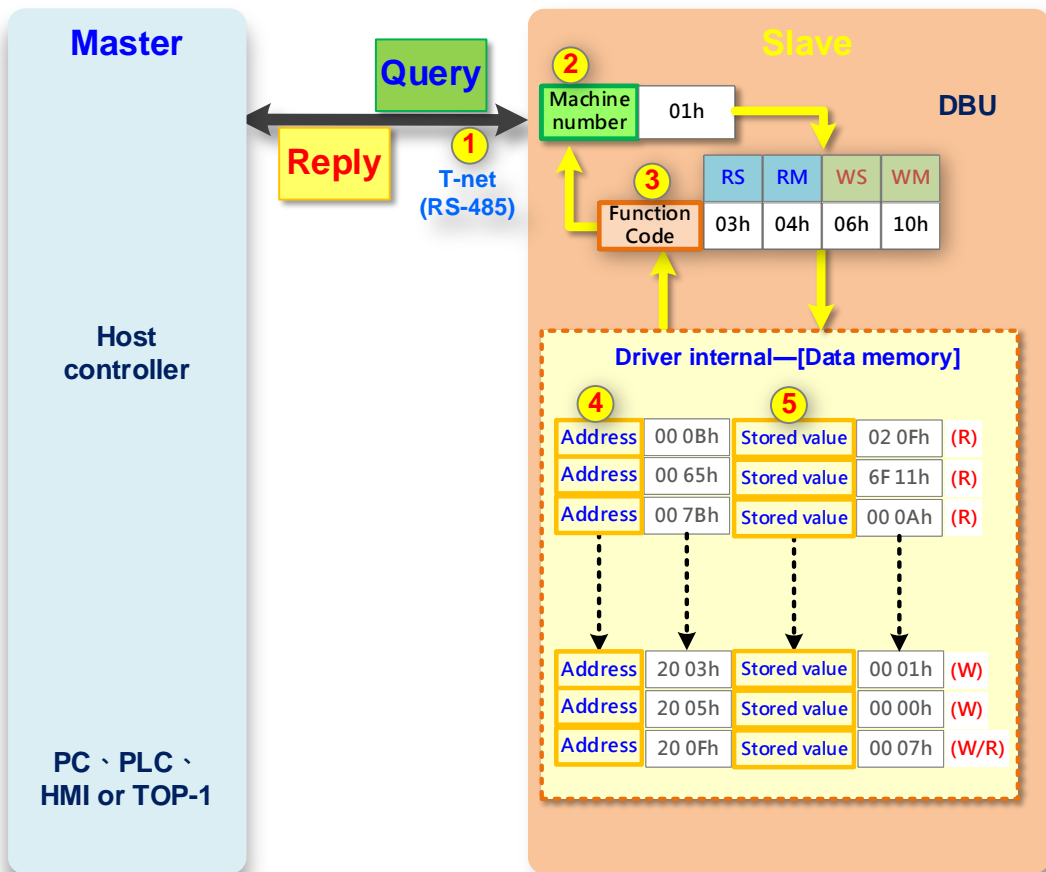 Master
Slave
Query
Reply
1
T-net
(RS-485)
2
Machine
number
01h
DBU
3
Function
Code
RS RM WS WM
03h 04h 06h 10h
Host
controller
PC、PLC、
HMI or TOP-1
Driver internal—[Data memory]
4 5
Address 00 0Bh Stored value 02 0Fh (R)
Address 00 65h Stored value 6F 11h (R)
Address 00 7Bh Stored value 00 0Ah (R)
Address 20 03h Stored value 00 01h (W)
Address 20 05h Stored value 00 00h (W)
Address 20 0Fh Stored value 00 07h (W/R)